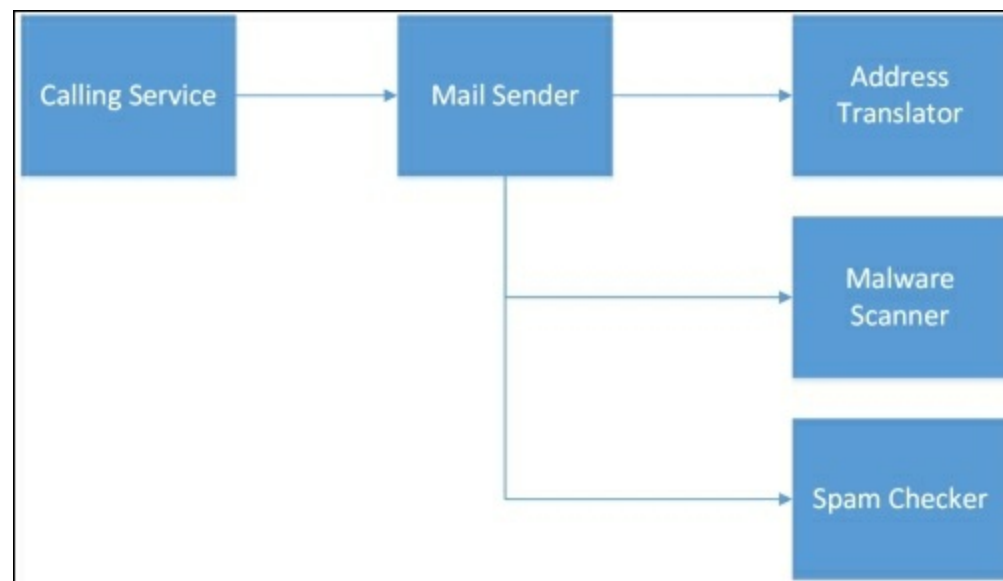 Calling Service
Mail Sender
Address
Translator
Malware
Scanner
Spam Checker